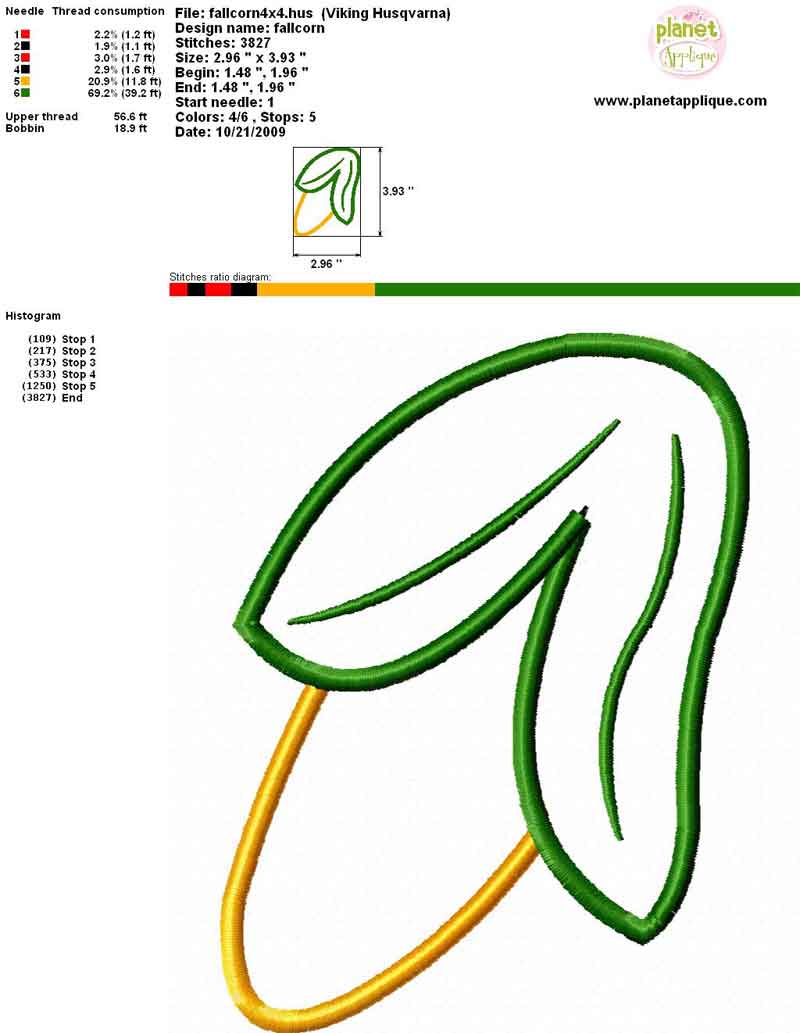 Needle Thread consumption
1 2.2% (1.2 ft)
2 1.9% (1.1 ft)
3 3.0% (1.7 ft)
4 2.9% (1.6 ft)
5 20.9% (11.8 ft)
6 69.2% (39.2 ft)
Upper thread 56.6 ft
Bobbin 18.9 ft
File: fallcorn4x4.hus (Viking Husqvarna)
Design name: fallcorn
Stitches: 3827
Size: 2.96 " x 3.93 "
Begin: 1.48 ", 1.96 "
End: 1.48 ", 1.96 "
Start needle: 1
Colors: 4/6 , Stops: 5
Date: 10/21/2009
planet
Applique
www.planetapplique.com
3.93 "
2.96 "
Stitches ratio diagram:
Histogram
(109) Stop 1
(217) Stop 2
(375) Stop 3
(533) Stop 4
(1250) Stop 5
(3827) End